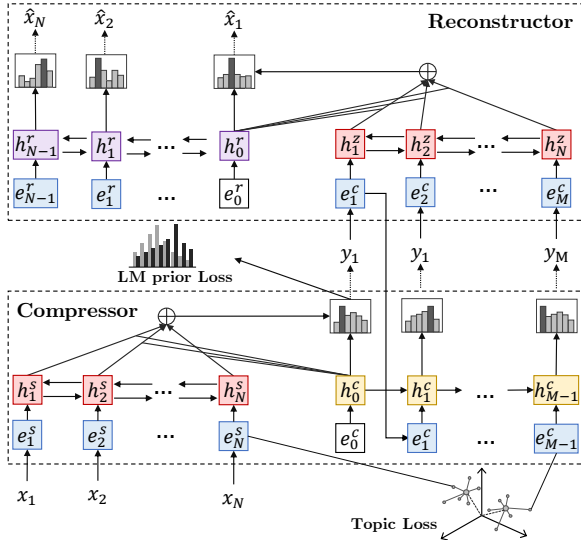 x̂_N x̂_2 x̂_1 Reconstructor
h^r_{N−1} h^r_1 ... h^r_0 h^z_1 h^z_2 ... h^z_N
e^r_{N−1} e^r_1 ... e^r_0 e^c_1 e^c_2 ... e^c_M
y_1 y_1 y_M
LM prior Loss
Compressor
h^s_1 h^s_2 ... h^s_N h^c_0 h^c_1 ... h^c_{M−1}
e^s_1 e^s_2 ... e^s_N e^c_0 e^c_1 ... e^c_{M−1}
x_1 x_2 x_N
Topic Loss